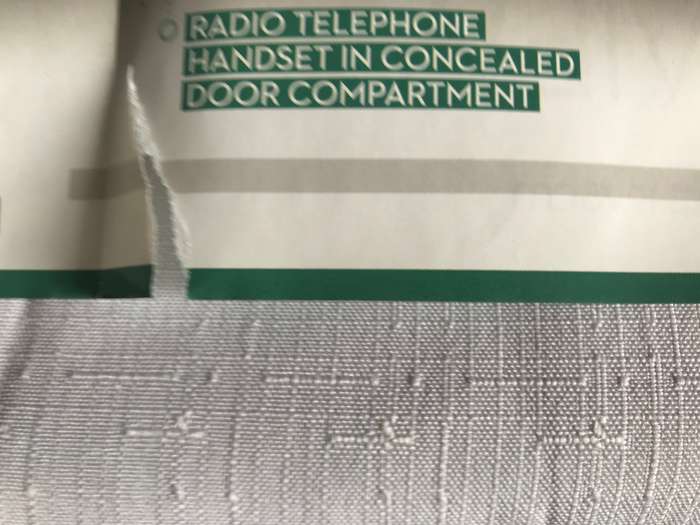 RADIO TELEPHONE
HANDSET IN CONCEALED
DOOR COMPARTMENT